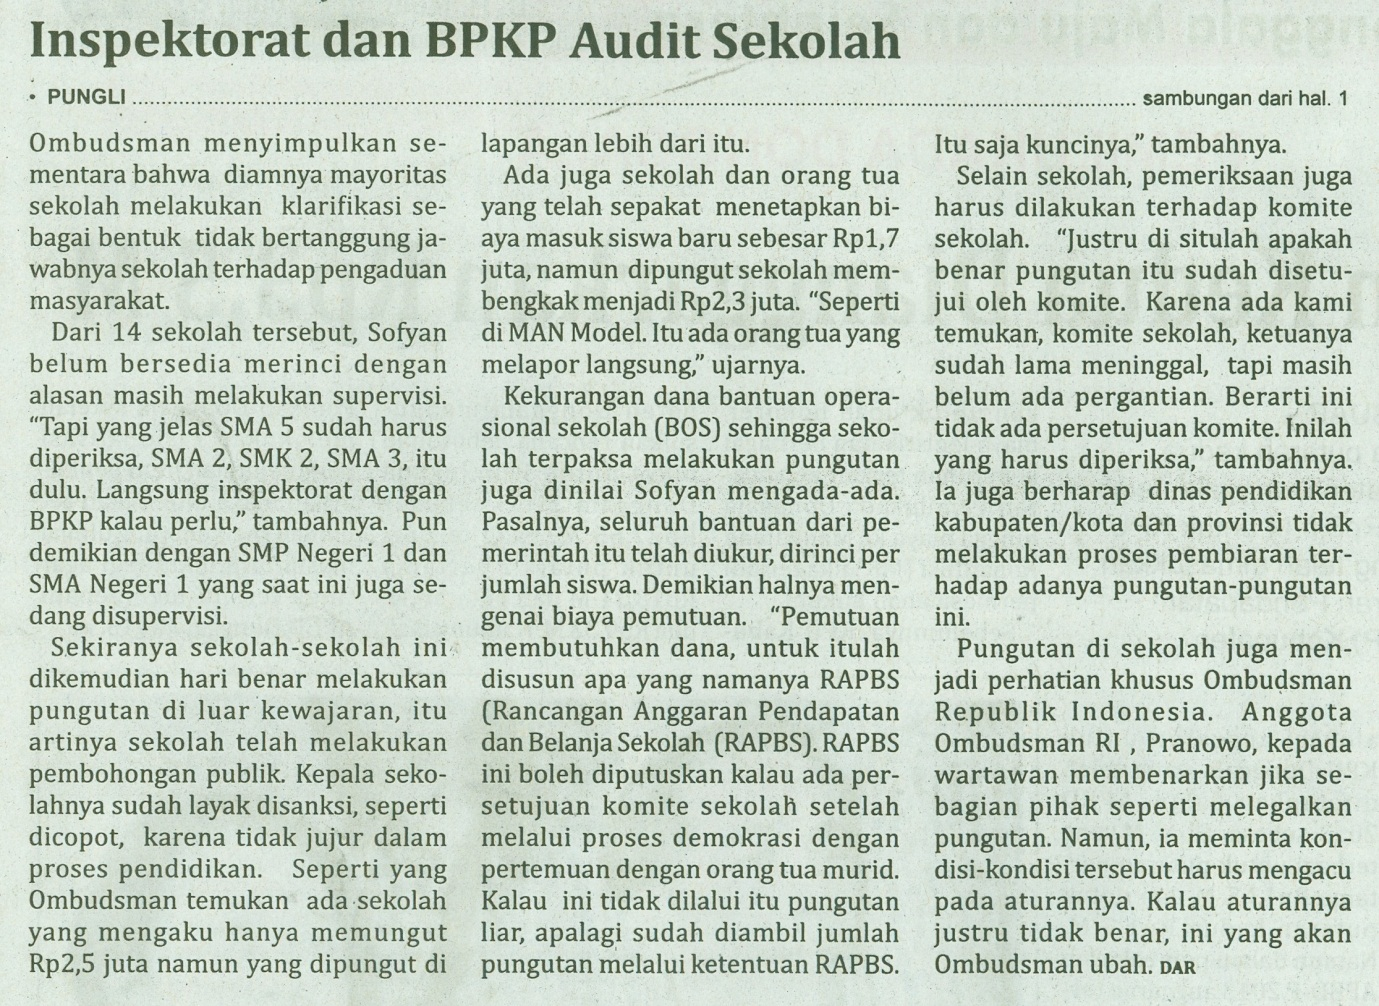 Inspektorat dan BPKP Audit Sekolah
• PUNGLI ........................................................ sambungan dari hal. 1
Ombudsman menyimpulkan se-
mentara bahwa diamnya mayoritas
sekolah melakukan klarifikasi se-
bagai bentuk tidak bertanggung ja-
wabnya sekolah terhadap pengaduan
masyarakat.
Dari 14 sekolah tersebut, Sofyan
belum bersedia merinci dengan
alasan masih melakukan supervisi.
“Tapi yang jelas SMA 5 sudah harus
diperiksa, SMA 2, SMK 2, SMA 3, itu
dulu. Langsung inspektorat dengan
BPKP kalau perlu,” tambahnya. Pun
demikian dengan SMP Negeri 1 dan
SMA Negeri 1 yang saat ini juga se-
dang disupervisi.
Sekiranya sekolah-sekolah ini
dikemudian hari benar melakukan
pungutan di luar kewajaran, itu
artinya sekolah telah melakukan
pembohongan publik. Kepala seko-
lahnya sudah layak disanksi, seperti
dicopot, karena tidak jujur dalam
proses pendidikan. Seperti yang
Ombudsman temukan ada sekolah
yang mengaku hanya memungut
Rp2,5 juta namun yang dipungut di
lapangan lebih dari itu.
Ada juga sekolah dan orang tua
yang telah sepakat menetapkan bi-
aya masuk siswa baru sebesar Rp1,7
juta, namun dipungut sekolah mem-
bengkak menjadi Rp2,3 juta. “Seperti
di MAN Model. Itu ada orang tua yang
melapor langsung,” ujarnya.
Kekurangan dana bantuan opera-
sional sekolah (BOS) sehingga seko-
lah terpaksa melakukan pungutan
juga dinilai Sofyan mengada-ada.
Pasalnya, seluruh bantuan dari pe-
merintah itu telah diukur, dirinci per
jumlah siswa. Demikian halnya men-
genai biaya pemutuan. “Pemutuan
membutuhkan dana, untuk itulah
disusun apa yang namanya RAPBS
(Rancangan Anggaran Pendapatan
dan Belanja Sekolah (RAPBS). RAPBS
ini boleh diputuskan kalau ada per-
setujuan komite sekolah setelah
melalui proses demokrasi dengan
pertemuan dengan orang tua murid.
Kalau ini tidak dilalui itu pungutan
liar, apalagi sudah diambil jumlah
pungutan melalui ketentuan RAPBS.
Itu saja kuncinya,” tambahnya.
Selain sekolah, pemeriksaan juga
harus dilakukan terhadap komite
sekolah. “Justru di situlah apakah
benar pungutan itu sudah disetu-
jui oleh komite. Karena ada kami
temukan, komite sekolah, ketuanya
sudah lama meninggal, tapi masih
belum ada pergantian. Berarti ini
tidak ada persetujuan komite. Inilah
yang harus diperiksa,” tambahnya.
Ia juga berharap dinas pendidikan
kabupaten/kota dan provinsi tidak
melakukan proses pembiaran ter-
hadap adanya pungutan-pungutan
ini.
Pungutan di sekolah juga men-
jadi perhatian khusus Ombudsman
Republik Indonesia. Anggota
Ombudsman RI , Pranowo, kepada
wartawan membenarkan jika se-
bagian pihak seperti melegalkan
pungutan. Namun, ia meminta kon-
disi-kondisi tersebut harus mengacu
pada aturannya. Kalau aturannya
justru tidak benar, ini yang akan
Ombudsman ubah. DAR